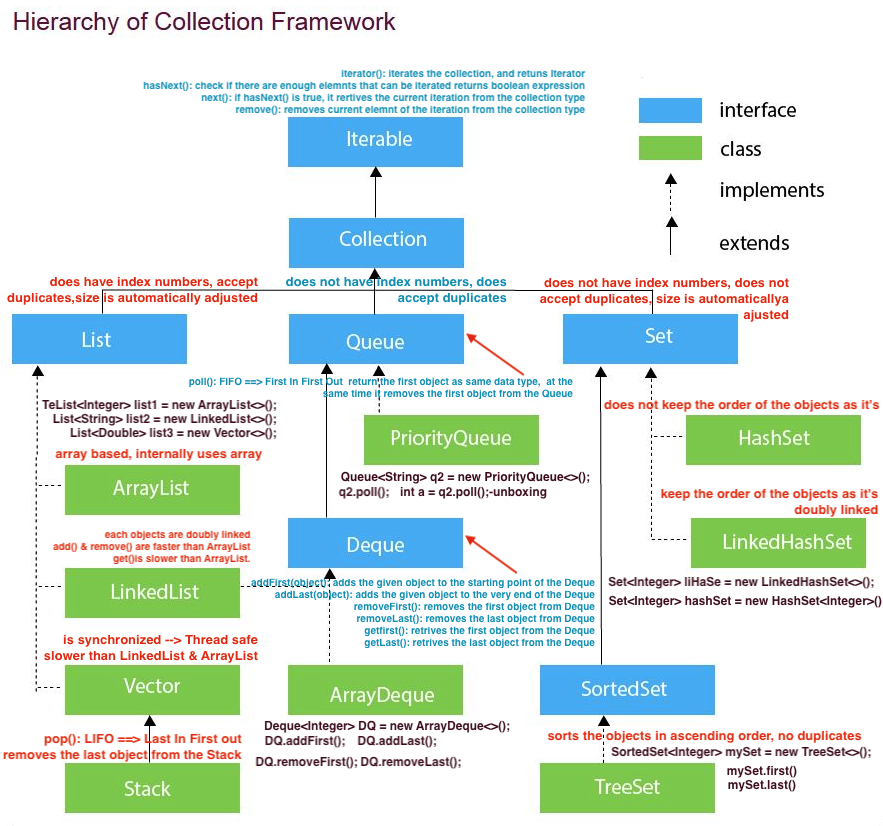 Hierarchy of Collection Framework
iterator(): iterates the collection, and retuns Iterator
hasNext(): check if there are enough elemnts that can be iterated returns boolean expression
next(): if hasNext() is true, it rertives the current iteration from the collection type
remove(): removes current elemnt of the iteration from the collection type
Iterable
interface
class
implements
extends
Collection
does have index numbers, accept
duplicates,size is automatically adjusted
does not have index numbers, does
accept duplicates
does not have index numbers, does not
accept duplicates, size is automaticallya
ajusted
List
Queue
Set
poll(): FIFO ==> First In First Out return the first object as same data type, at the
same time it removes the first object from the Queue
TeList<Integer> list1 = new ArrayList<>();
List<String> list2 = new LinkedList<>();
List<Double> list3 = new Vector<>();
does not keep the order of the objects as it's
PriorityQueue
HashSet
array based, internally uses array
ArrayList
Queue<String> q2 = new PriorityQueue<>();
q2.poll(); int a = q2.poll();-unboxing
keep the order of the objects as it's
doubly linked
LinkedHashSet
each objects are doubly linked
add() & remove() are faster than ArrayList
get()is slower than ArrayList.
Deque
LinkedList
addFirst(object): adds the given object to the starting point of the Deque
addLast(object): adds the given object to the very end of the Deque
removeFirst(): removes the first object from Deque
removeLast(): removes the last object from Deque
getfirst(): retrives the first object from the Deque
getLast(): retrives the last object from the Deque
Set<Integer> liHaSe = new LinkedHashSet<>();
Set<Integer> hashSet = new HashSet<Integer>()
is synchronized --> Thread safe
slower than LinkedList & ArrayList
Vector
ArrayDeque
SortedSet
Deque<Integer> DQ = new ArrayDeque<>();
DQ.addFirst(); DQ.addLast();
DQ.removeFirst(); DQ.removeLast();
pop(): LIFO ==> Last In First out
removes the last object from the Stack
Stack
sorts the objects in ascending order, no duplicates
SortedSet<Integer> mySet = new TreeSet<>();
mySet.first()
mySet.last()
TreeSet